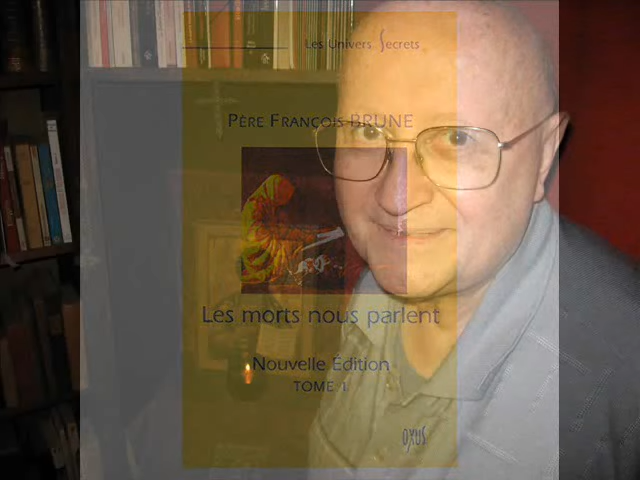 Les Univers Secrets
PÈRE FRANÇOIS BRUNE
Les morts nous parlent
Nouvelle Édition
TOME 1.
OXUS